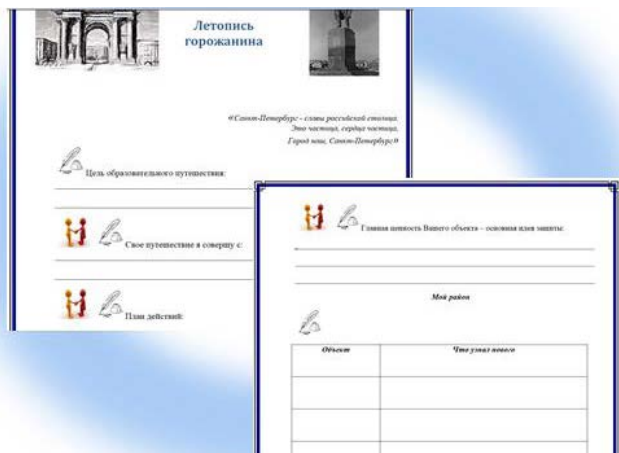 Летопись
горожанина
«Санкт-Петербург - слава российской столица.
Это частица, сердца частица,
Город наш, Санкт-Петербург»
Цель образовательного путешествия:
Свое путешествие я совершу с:
План действий:
Главная ценность Вашего объекта – основная идея защиты:
Мой район
Объект
Что узнал нового